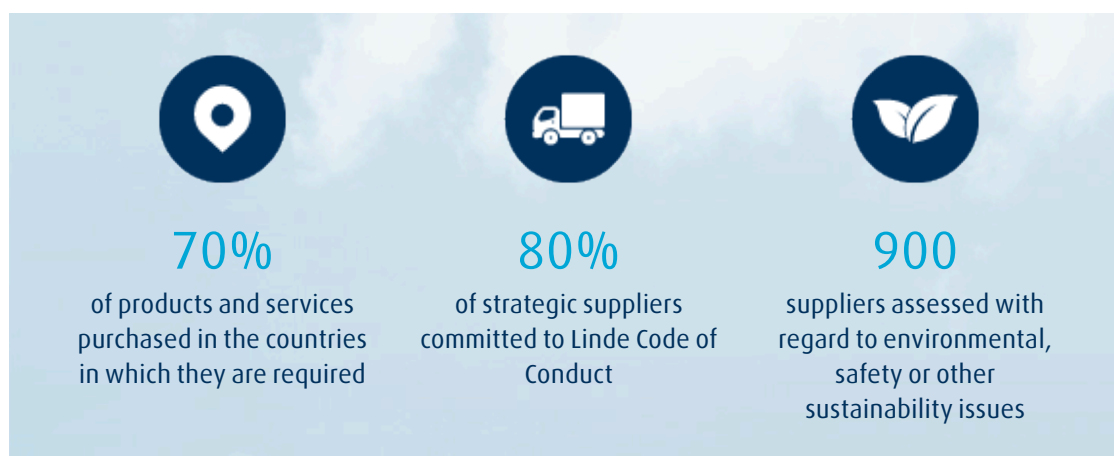 70%
of products and services
purchased in the countries
in which they are required
80%
of strategic suppliers
committed to Linde Code of
Conduct
900
suppliers assessed with
regard to environmental,
safety or other
sustainability issues